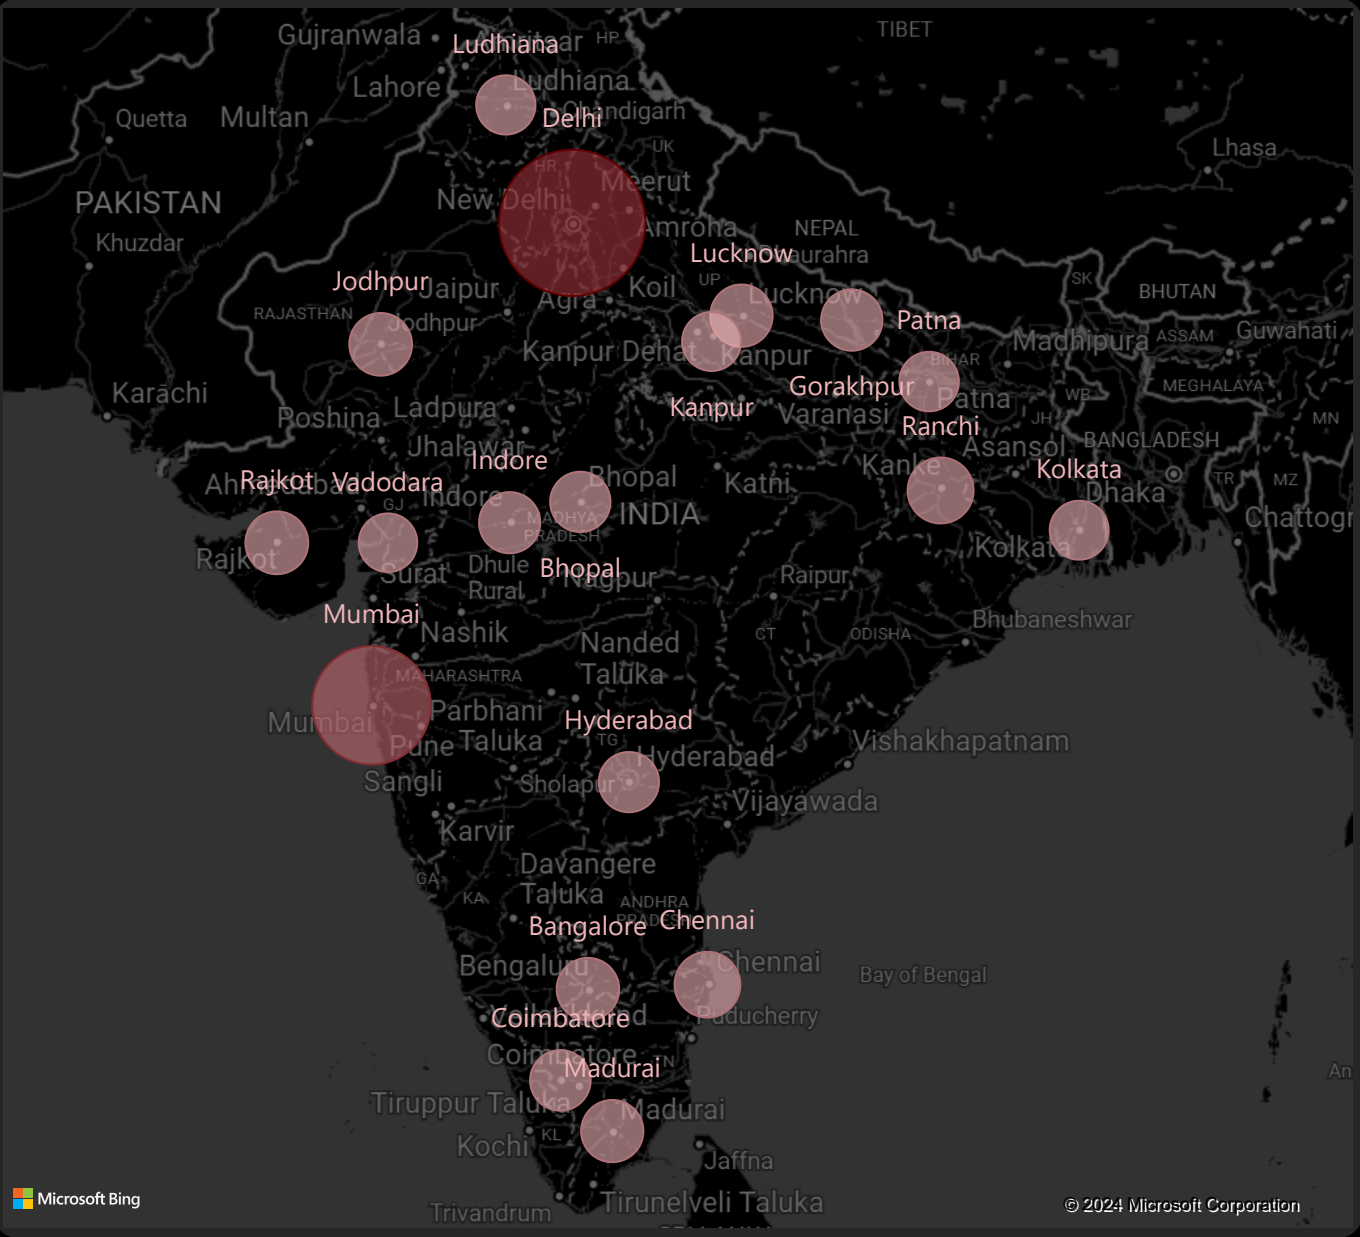 TIBET
Gujranwala
HP
Ludhiana
Lahore
Ludhiana
Quetta
Multan
Chandigarh
Delhi
UK
Lhasa
HR
Meerut
PAKISTAN
New Delhi
Amroha
NEPAL
Khuzdar
Lucknow
Jodhpur
Jaipur
Koil
UP
SK
BHUTAN
Agra
Lucknow
RAJASTHAN
Jodhpur
Patna
Guwahati
ASSAM
Madhipura
Kanpur Dehat
Kanpur
BIHAR
Karāchi
Gorakhpur
MEGHALAYA
Patna
WB
Poshina
Ladpura
Kanpur
Varanasi
JH
MN
Ranchi
Jhalawar
Asansol
BANGLADESH
Indore
Kanke
Kolkata
Rajkot
Vadodara
Bhopal
Kathi
TR
MZ
Indore
GJ
Dhaka
INDIA
MADHYA
PRADESH
Chattogr
Rajkot
Kolkata
Surat
Dhule
Rural
Bhopal
Nagpur
Raipur
Mumbai
Nashik
Nanded
Taluka
CT
ODISHA
Bhubaneshwar
MAHARASHTRA
Mumbai
Parbhani
Taluka
Hyderabad
Pune
TG
Hyderabad
Vishakhapatnam
Sangli
Sholapur
Vijayawada
Karvir
Davangere
Taluka
GA
KA
ANDHRA
PRADESH
Bangalore
Chennai
Bengaluru
Chennai
Bay of Bengal
Coimbatore
Puducherry
Coimbatore
Madurai
TN
An
Tiruppur Taluka
Madurai
KL
Kochi
Jaffna
Trivandrum
Tirunelveli Taluka
Microsoft Bing
© 2024 Microsoft Corporation